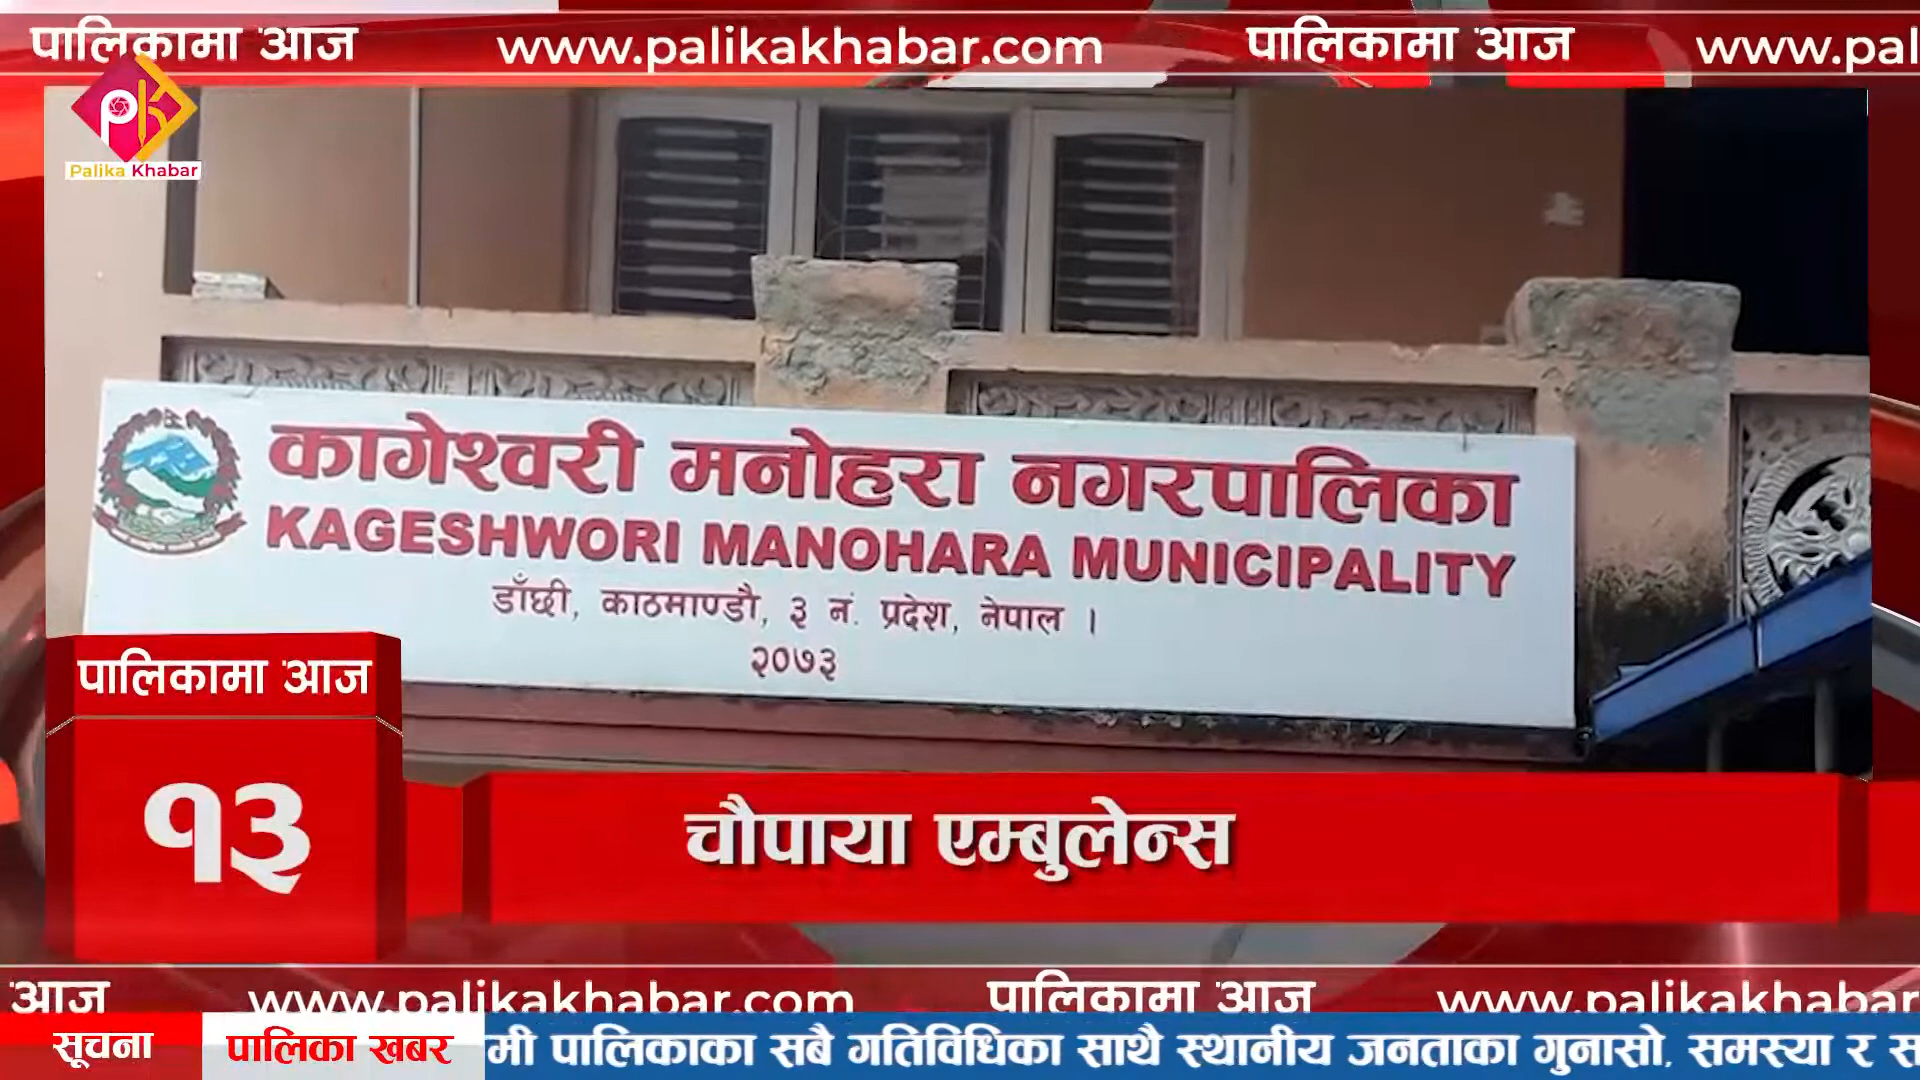 पालिकामा आज www.palikakhabar.com पालिकामा आज www.pal
PK
Palika Khabar
कागेश्वरी मनोहरा नगरपालिका
KAGESHWORI MANOHARA MUNICIPALITY
डाँछी, काठमाण्डौ, ३ नं. प्रदेश, नेपाल ।
२०७३
पालिकामा आज
१३
चौपाया एम्बुलेन्स
आज www.palikakhabar.com पालिकामा आज www.palikakhabar
सूचना पालिका खबर मी पालिकाका सबै गतिविधिका साथै स्थानीय जनताका गुनासो, समस्या र स